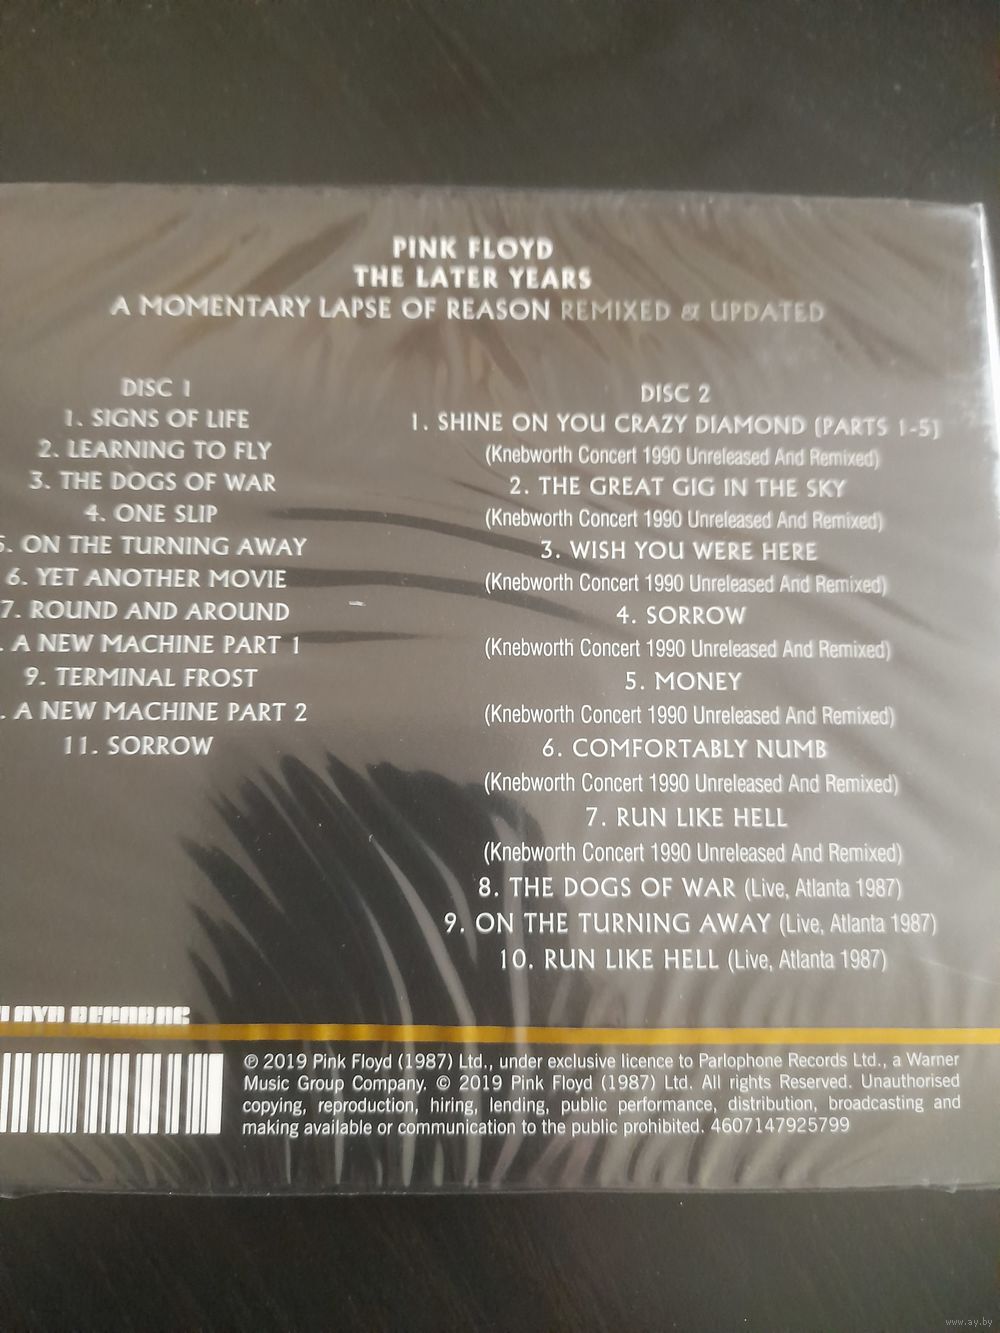 PINK FLOYD
THE LATER YEARS
A MOMENTARY LAPSE OF REASON REMIXED & UPDATED
DISC 1
1. SIGNS OF LIFE
2. LEARNING TO FLY
3. THE DOGS OF WAR
4. ONE SLIP
5. ON THE TURNING AWAY
6. YET ANOTHER MOVIE
7. ROUND AND AROUND
. A NEW MACHINE PART 1
9. TERMINAL FROST
. A NEW MACHINE PART 2
11. SORROW
DISC 2
1. SHINE ON YOU CRAZY DIAMOND (PARTS 1-5)
(Knebworth Concert 1990 Unreleased And Remixed)
2. THE GREAT GIG IN THE SKY
(Knebworth Concert 1990 Unreleased And Remixed)
3. WISH YOU WERE HERE
(Knebworth Concert 1990 Unreleased And Remixed)
4. SORROW
(Knebworth Concert 1990 Unreleased And Remixed)
5. MONEY
(Knebworth Concert 1990 Unreleased And Remixed)
6. COMFORTABLY NUMB
(Knebworth Concert 1990 Unreleased And Remixed)
7. RUN LIKE HELL
(Knebworth Concert 1990 Unreleased And Remixed)
8. THE DOGS OF WAR (Live, Atlanta 1987)
9. ON THE TURNING AWAY (Live, Atlanta 1987)
10. RUN LIKE HELL (Live, Atlanta 1987)
℗ 2019 Pink Floyd (1987) Ltd., under exclusive licence to Parlophone Records Ltd., a Warner
Music Group Company. © 2019 Pink Floyd (1987) Ltd. All rights Reserved. Unauthorised
copying, reproduction, hiring, lending, public performance, distribution, broadcasting and
making available or communication to the public prohibited. 4607147925799
www.ay.by